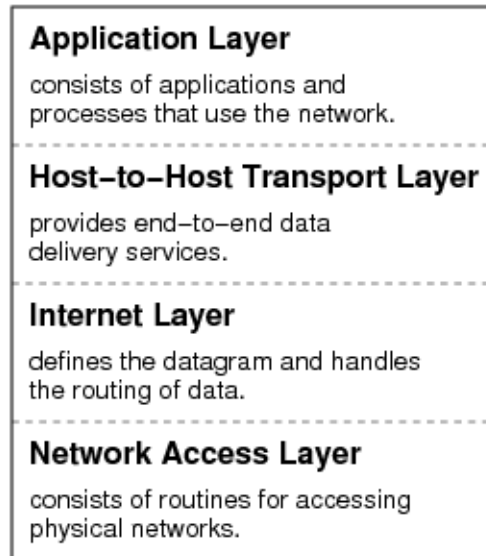 Application Layer
consists of applications and
processes that use the network.
Host–to–Host Transport Layer
provides end–to–end data
delivery services.
Internet Layer
defines the datagram and handles
the routing of data.
Network Access Layer
consists of routines for accessing
physical networks.